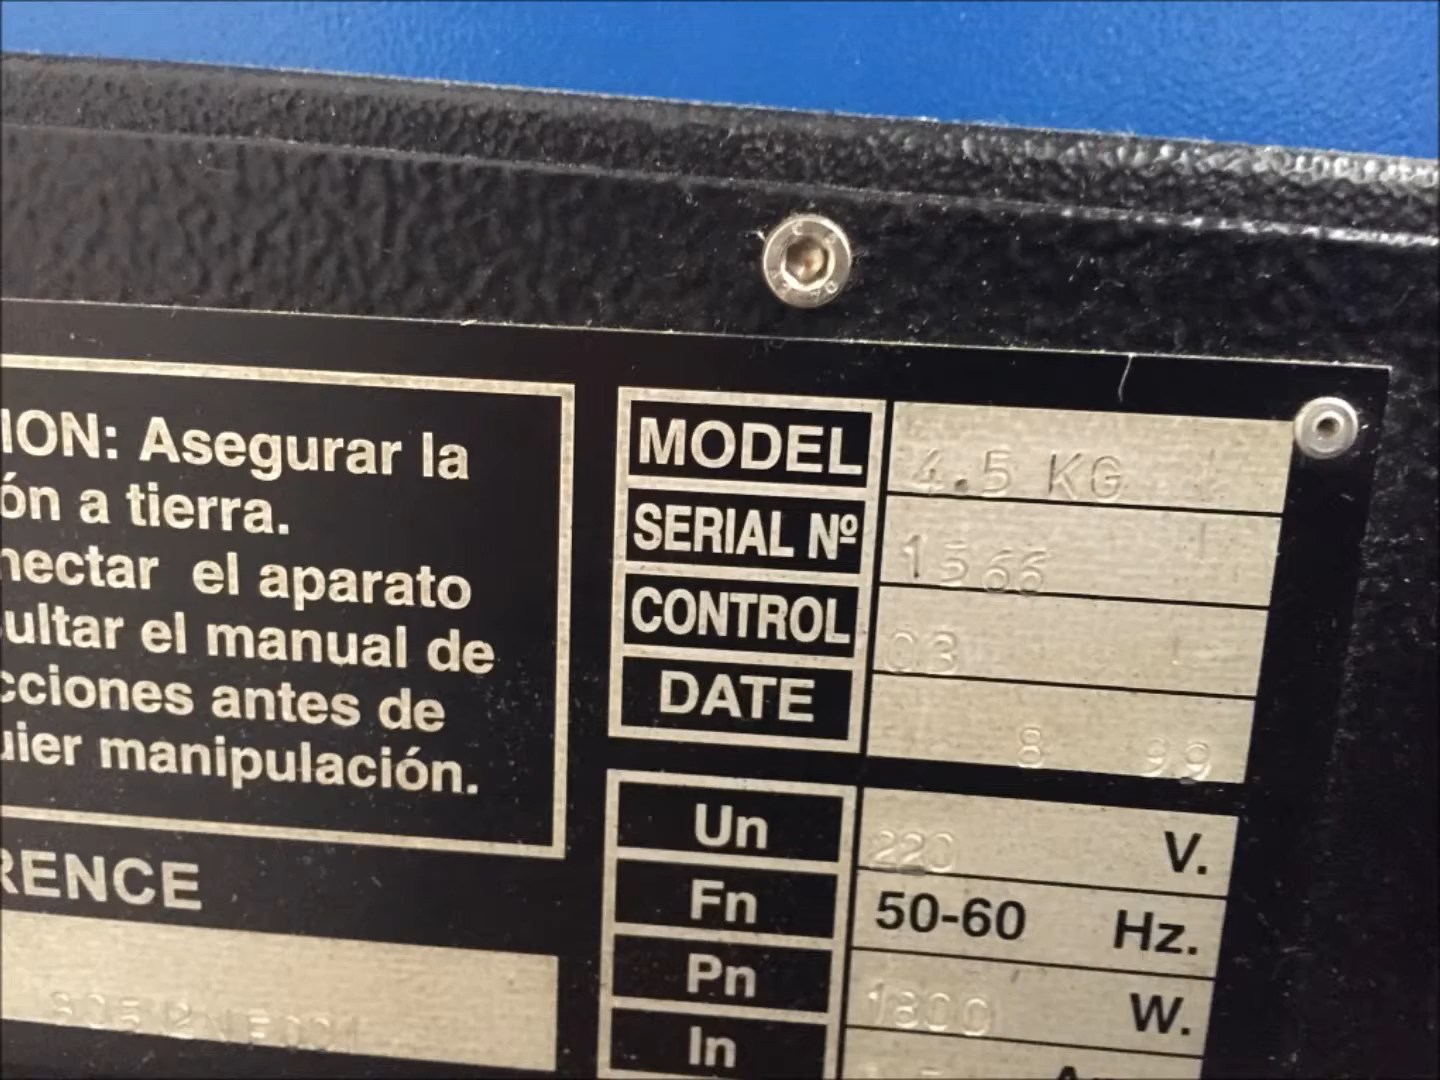 ION: Asegurar la
ón a tierra.
nectar el aparato
ultar el manual de
cciones antes de
uier manipulación.
RENCE
MODEL 4.5 KG
SERIAL Nº 1566
CONTROL 03
DATE 8 99
Un 220 V.
Fn 50-60 Hz.
Pn 1800 W.
In